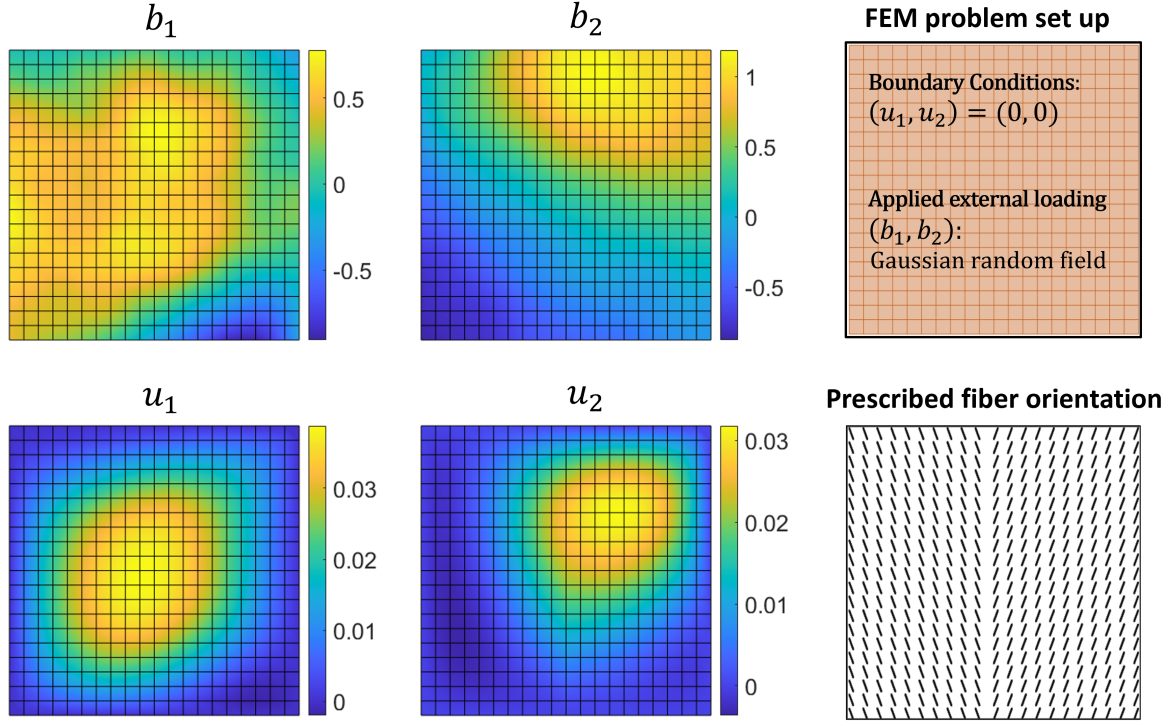 b₁
b₂
FEM problem set up
0.5
0
-0.5
1
0.5
0
-0.5
Boundary Conditions:
(u₁, u₂) = (0, 0)
Applied external loading
(b₁, b₂):
Gaussian random field
u₁
u₂
Prescribed fiber orientation
0.03
0.02
0.01
0
0.03
0.02
0.01
0